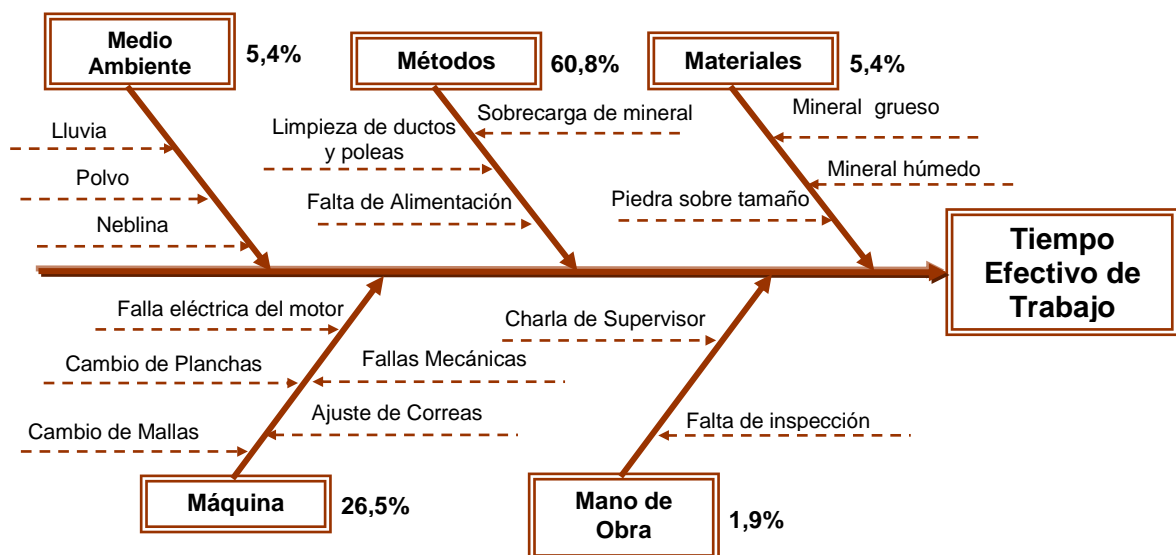 Medio
Ambiente
5,4%
Métodos
60,8%
Materiales
5,4%
Lluvia
Polvo
Neblina
Sobrecarga de mineral
Limpieza de ductos
y poleas
Falta de Alimentación
Mineral grueso
Mineral húmedo
Piedra sobre tamaño
Tiempo
Efectivo de
Trabajo
Falla eléctrica del motor
Cambio de Planchas
Fallas Mecánicas
Ajuste de Correas
Cambio de Mallas
Charla de Supervisor
Falta de inspección
Máquina
26,5%
Mano de
Obra
1,9%